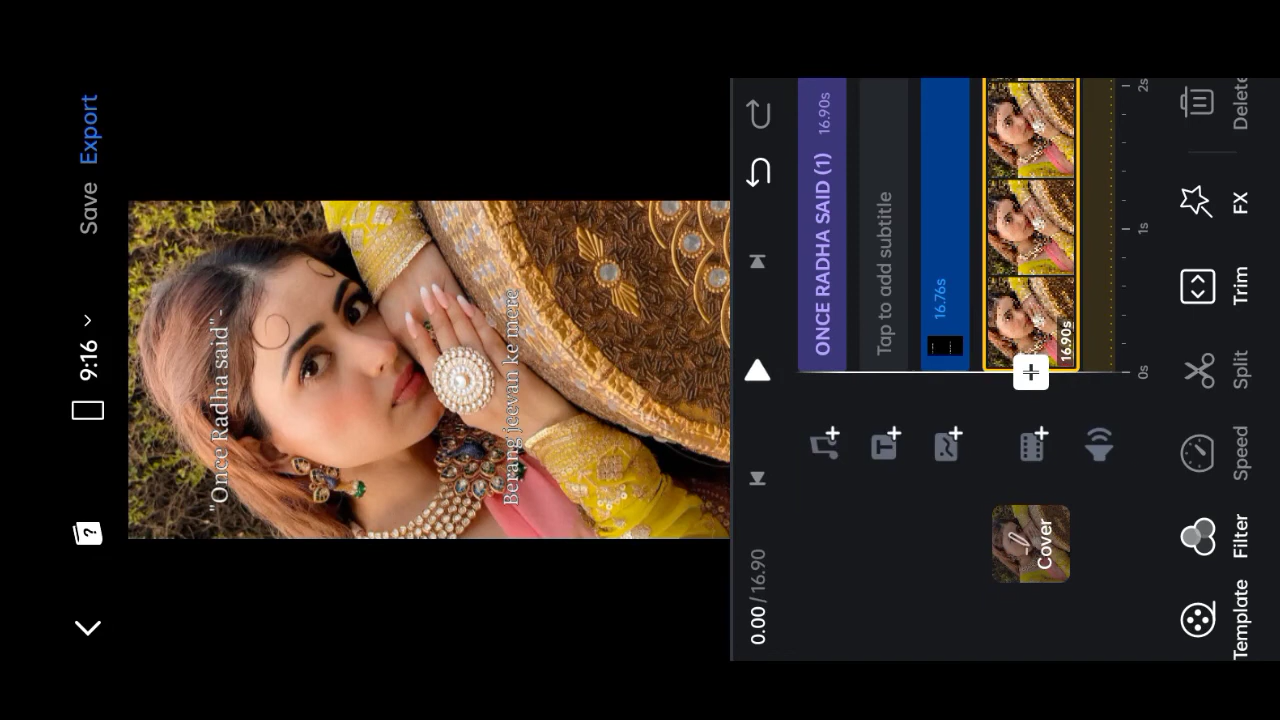 9:16
Save
Export
"Once Radha said"-
Berang jeevan ke mere
0.00 / 16.90
ONCE RADHA SAID (1) 16.90s
Tap to add subtitle
16.76s
Cover
16.90s
0s 1s 2s
Template
Filter
Speed
Split
Trim
FX
Delete